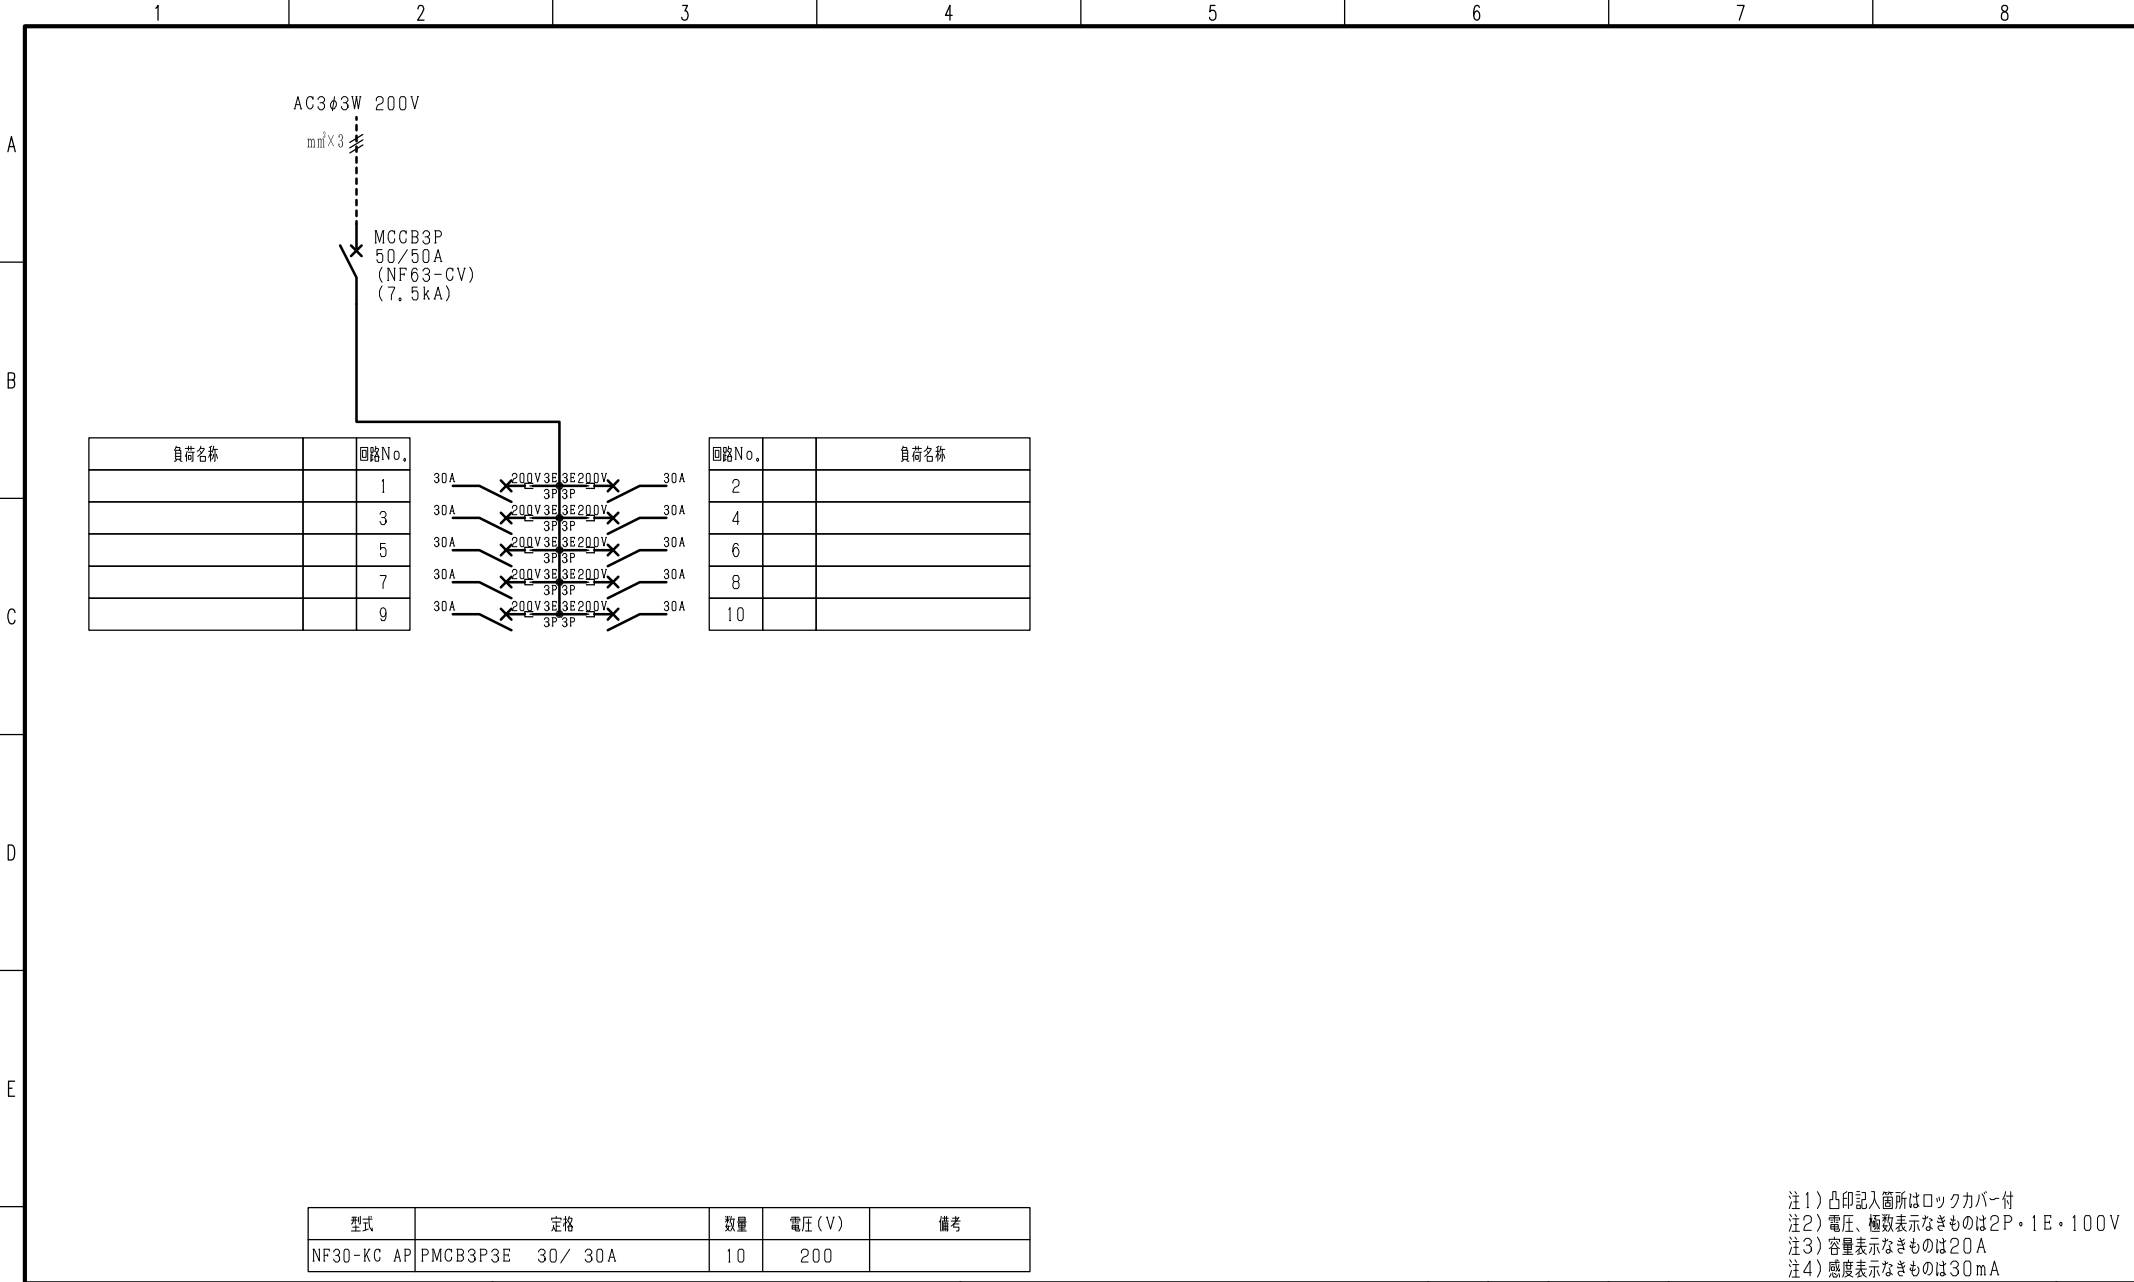 1 2 3 4 5 6 7 8
A
B
C
D
E
AC3φ3W 200V
mm²×3
MCCB3P
50/50A
(NF63-CV)
(7.5kA)
負荷名称 回路No. 回路No. 負荷名称
1 30A 200V 3E 3E 200V 30A 2
3P 3P
3 30A 200V 3E 3E 200V 30A 4
3P 3P
5 30A 200V 3E 3E 200V 30A 6
3P 3P
7 30A 200V 3E 3E 200V 30A 8
3P 3P
9 30A 200V 3E 3E 200V 30A 10
3P 3P
型式 定格 数量 電圧(V) 備考
NF30-KC AP PMCB3P3E 30/ 30A 10 200
注1)凸印記入箇所はロックカバー付
注2)電圧、極数表示なきものは2P・1E・100V
注3)容量表示なきものは20A
注4)感度表示なきものは30mA